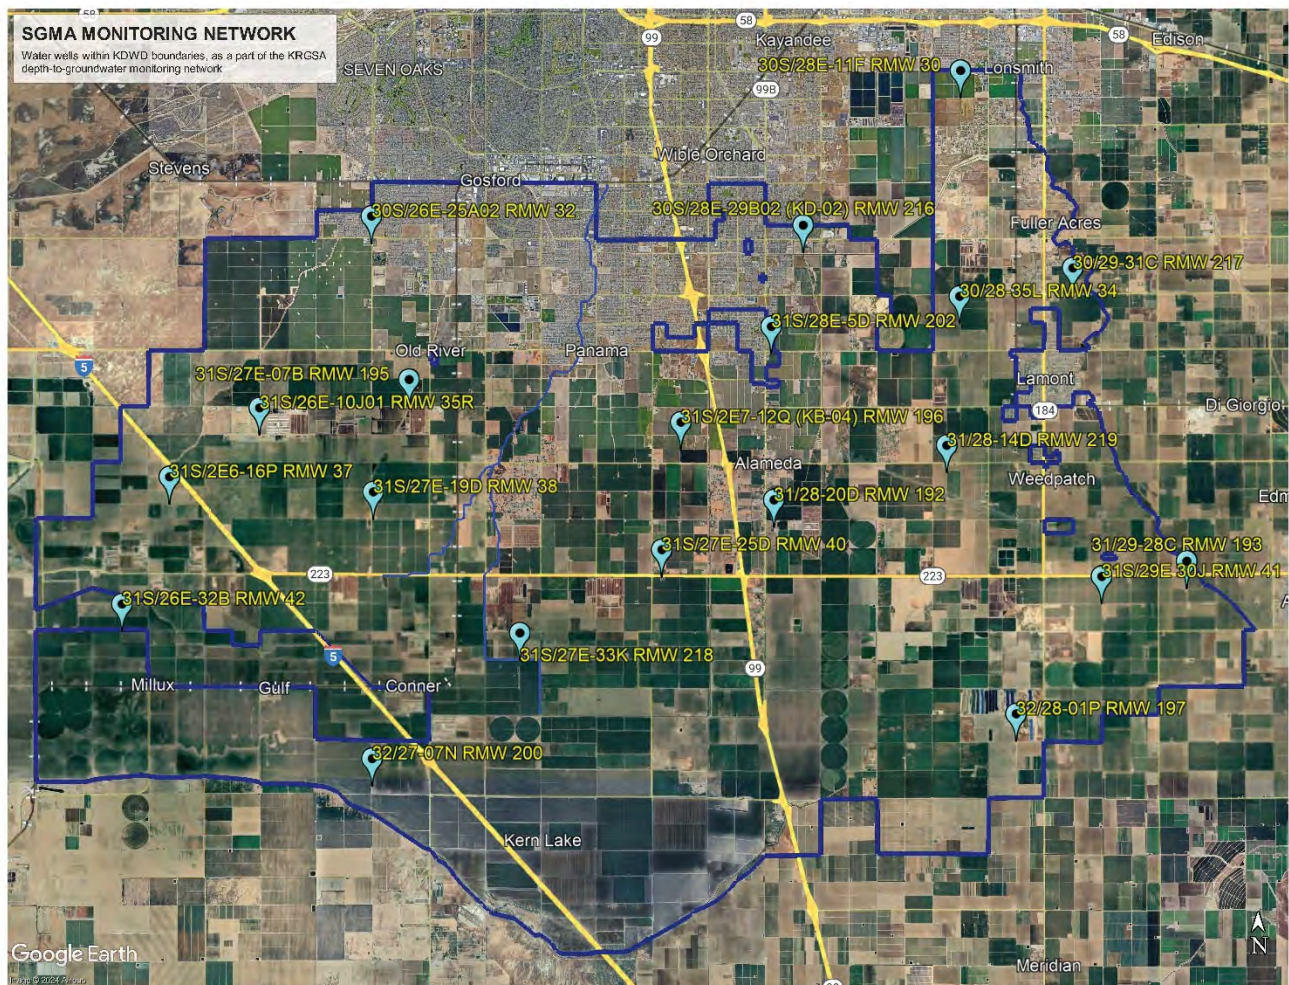 58
SGMA MONITORING NETWORK
Water wells within KDWD boundaries, as a part of the KRGSA
depth-to-groundwater monitoring network
58
99
Kayandee
58
Edison
SEVEN OAKS
30S/28E-11F RMW 30
Lonsmith
99B
Wible Orchard
Stevens
Gosford
30S/26E-25A02 RMW 32
30S/28E-29B02 (KD-02) RMW 216
Fuller Acres
30/29-31C RMW 217
30/28-35L RMW 34
31S/28E-5D RMW 202
Old River
Panama
5
31S/27E-07B RMW 195
Lamont
31S/26E-10J01 RMW 35R
Di Giorgio
184
31S/2E7-12Q (KB-04) RMW 196
31/28-14D RMW 219
Alameda
31S/2E6-16P RMW 37
Weedpatch
31S/27E-19D RMW 38
31/28-20D RMW 192
Edm
31S/27E-25D RMW 40
31/29-28C RMW 193
223
223
31S/29E-30J RMW 41
31S/26E-32B RMW 42
A
31S/27E-33K RMW 218
5
99
Millux
Gulf
Conner
32/28-01P RMW 197
32/27-07N RMW 200
Kern Lake
N
Google Earth
Meridian
Image © 2024 Airbus
99